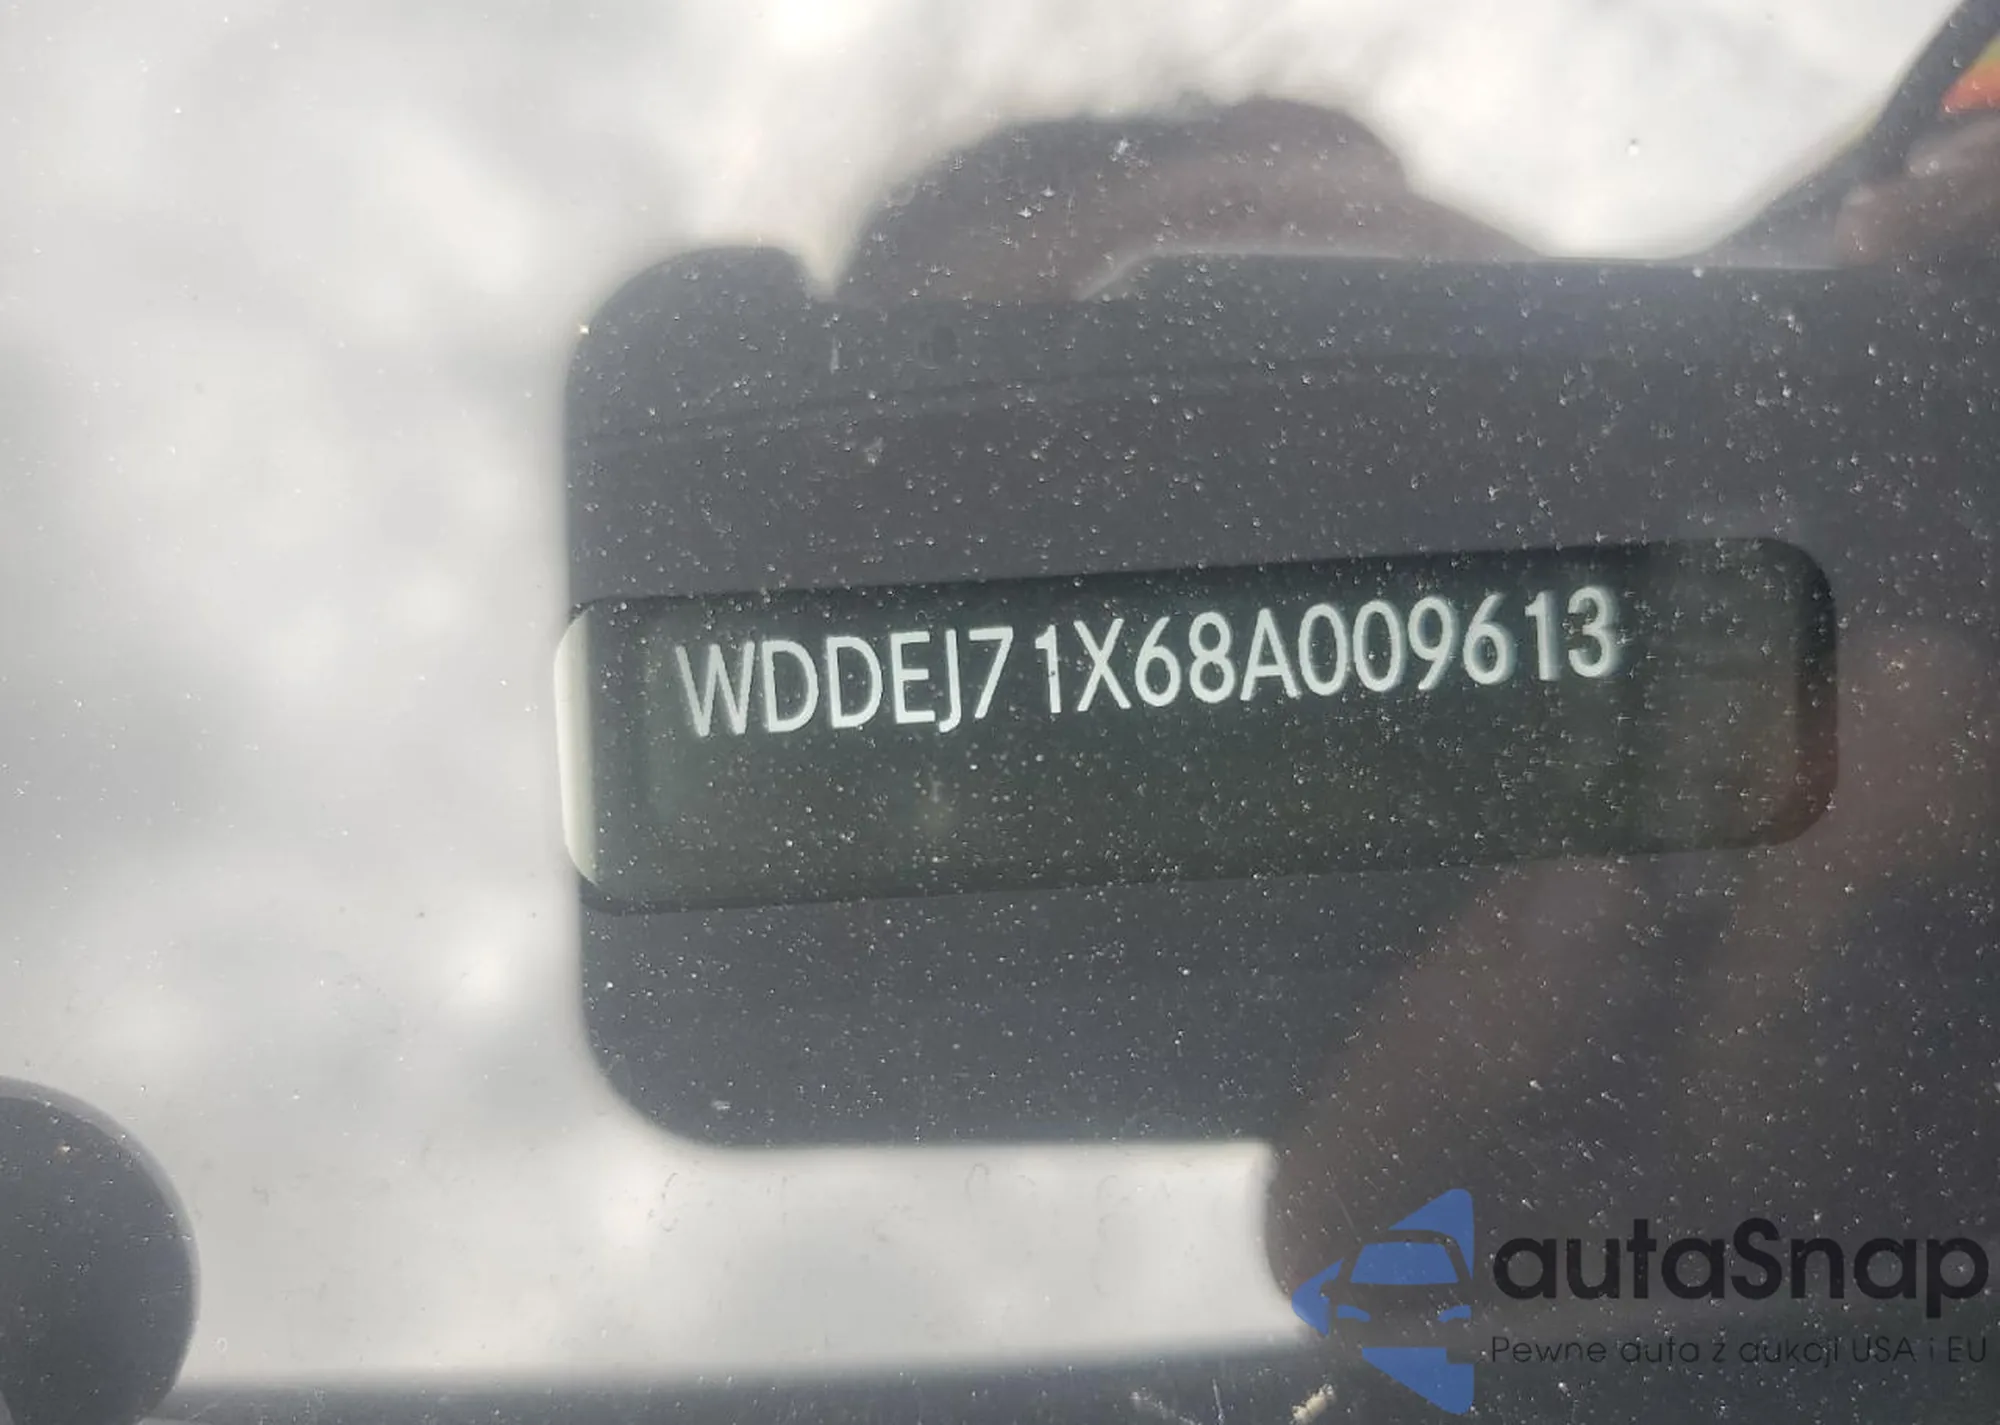 WDDEJ71X68A009613
autaSnap
Pewne auta z aukcji USA i EU